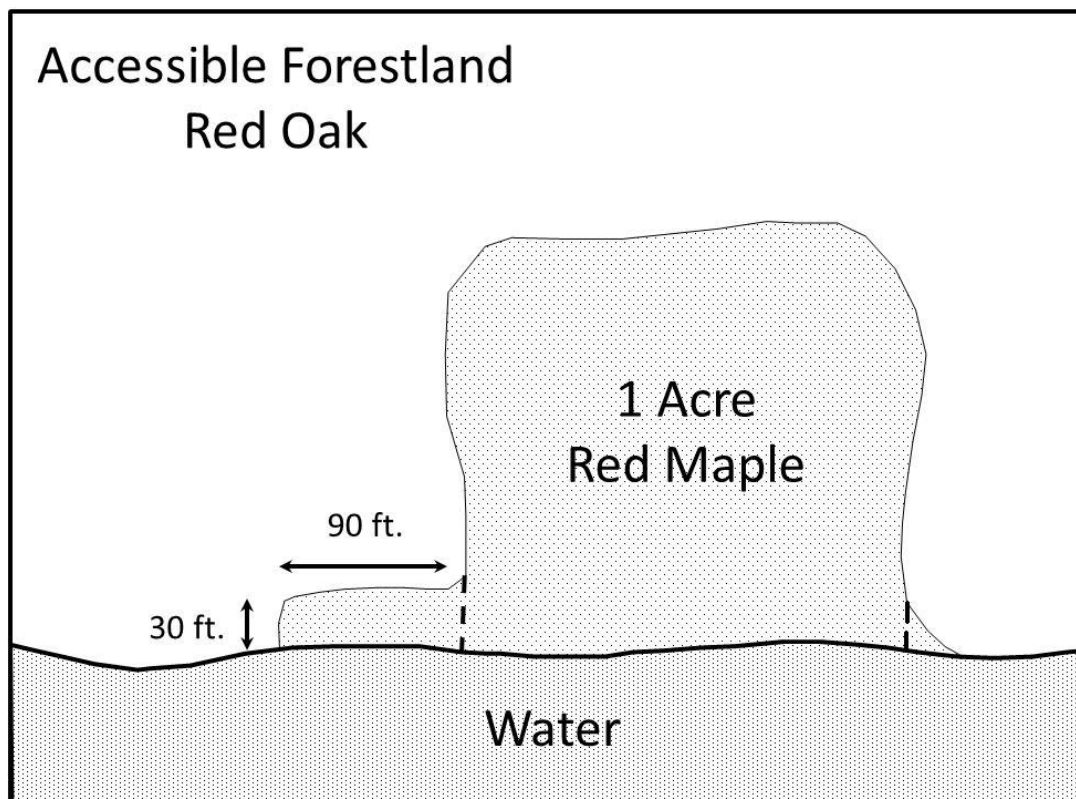 Accessible Forestland
Red Oak
1 Acre
Red Maple
90 ft.
30 ft.
Water